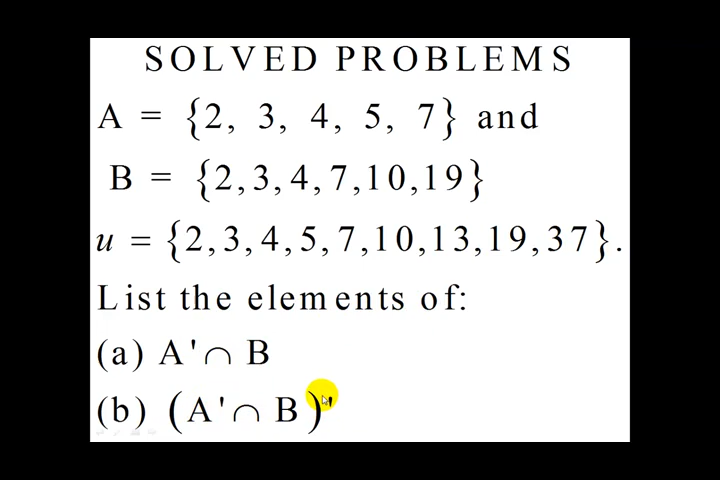 SOLVED PROBLEMS
A = {2, 3, 4, 5, 7} and
B = {2,3,4,7,10,19}
u = {2,3,4,5,7,10,13,19,37}.
List the elements of:
(a) A'∩ B
(b) (A'∩ B)'